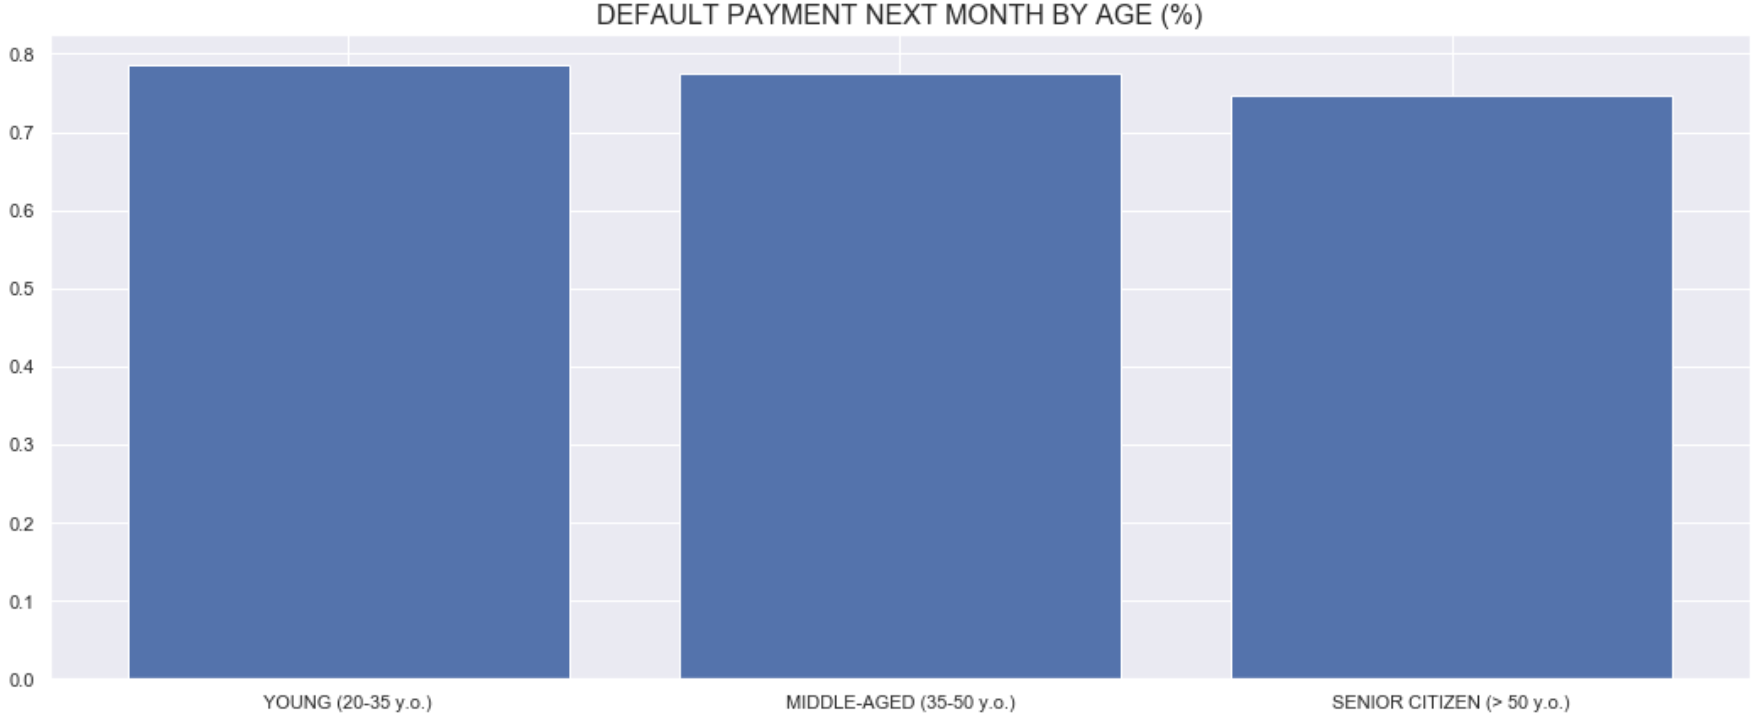 DEFAULT PAYMENT NEXT MONTH BY AGE (%)
0.8
0.7
0.6
0.5
0.4
0.3
0.2
0.1
0.0
YOUNG (20-35 y.o.)
MIDDLE-AGED (35-50 y.o.)
SENIOR CITIZEN (> 50 y.o.)